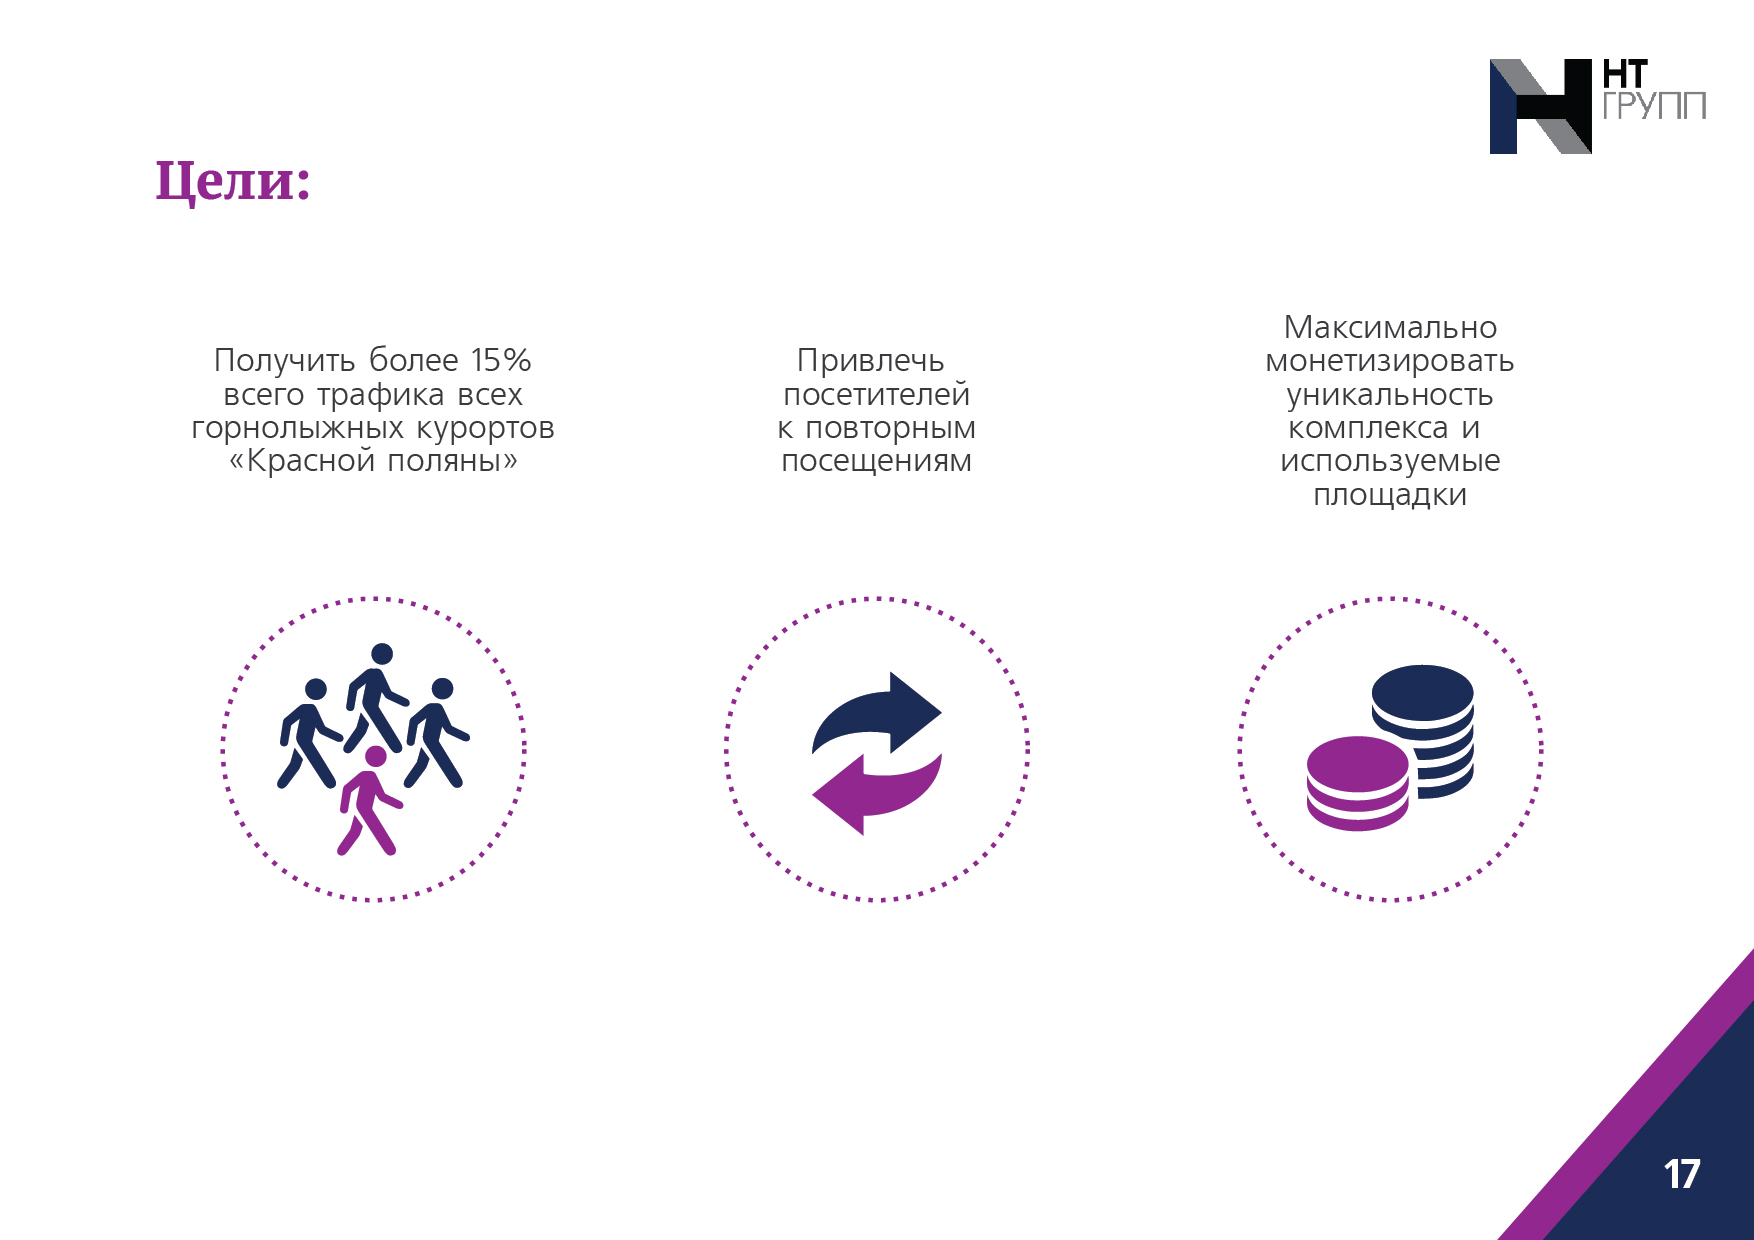 НТ
ГРУПП
Цели:
Получить более 15%
всего трафика всех
горнолыжных курортов
«Красной поляны»
Привлечь
посетителей
к повторным
посещениям
Максимально
монетизировать
уникальность
комплекса и
используемые
площадки
17